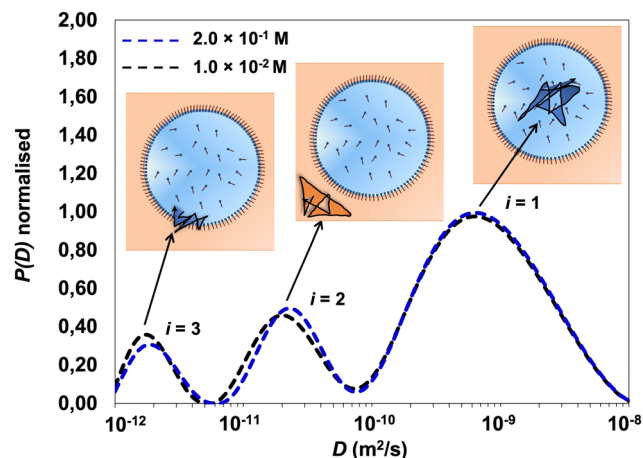 2,00
1,80
1,60
1,40
1,20
1,00
0,80
0,60
0,40
0,20
0,00
P(D) normalised
2.0 × 10⁻¹ M
1.0 × 10⁻² M
i = 1
i = 2
i = 3
10⁻¹² 10⁻¹¹ 10⁻¹⁰ 10⁻⁹ 10⁻⁸
D (m²/s)